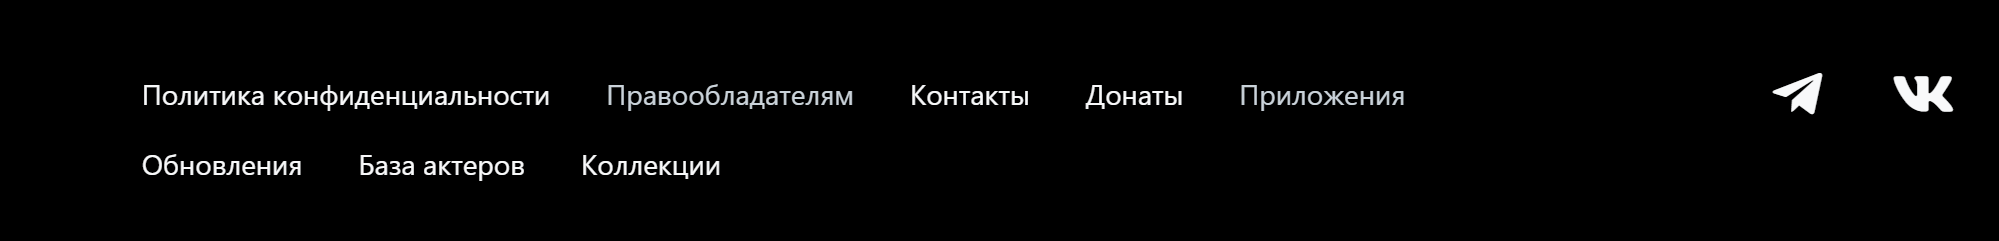 Политика конфиденциальности Правообладателям Контакты Донаты Приложения
Обновления База актеров Коллекции